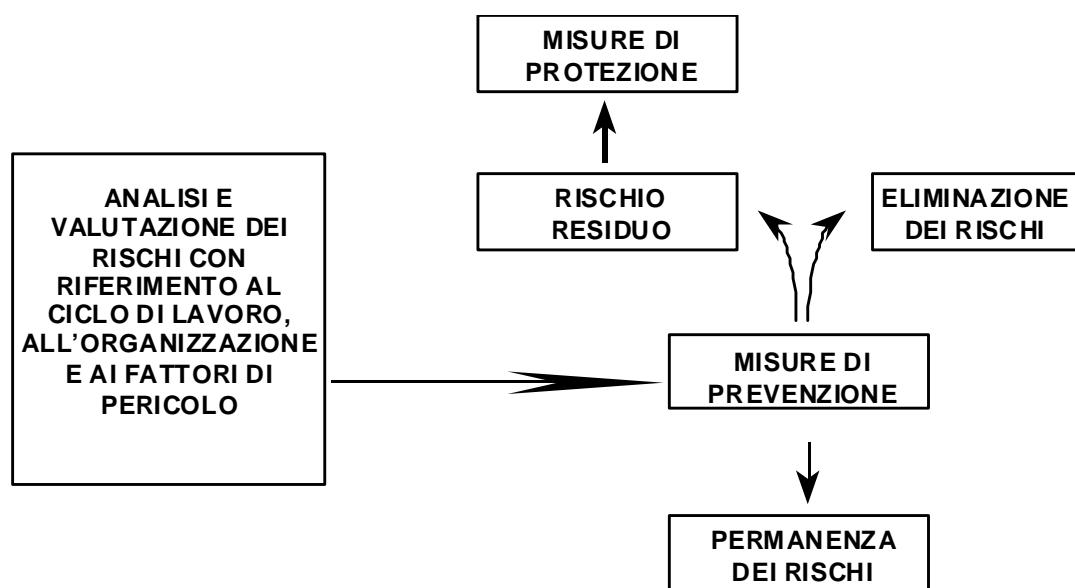 MISURE DI
PROTEZIONE
ANALISI E
VALUTAZIONE DEI
RISCHI CON
RIFERIMENTO AL
CICLO DI LAVORO,
ALL’ORGANIZZAZIONE
E AI FATTORI DI
PERICOLO
RISCHIO
RESIDUO
ELIMINAZIONE
DEI RISCHI
MISURE DI
PREVENZIONE
PERMANENZA
DEI RISCHI